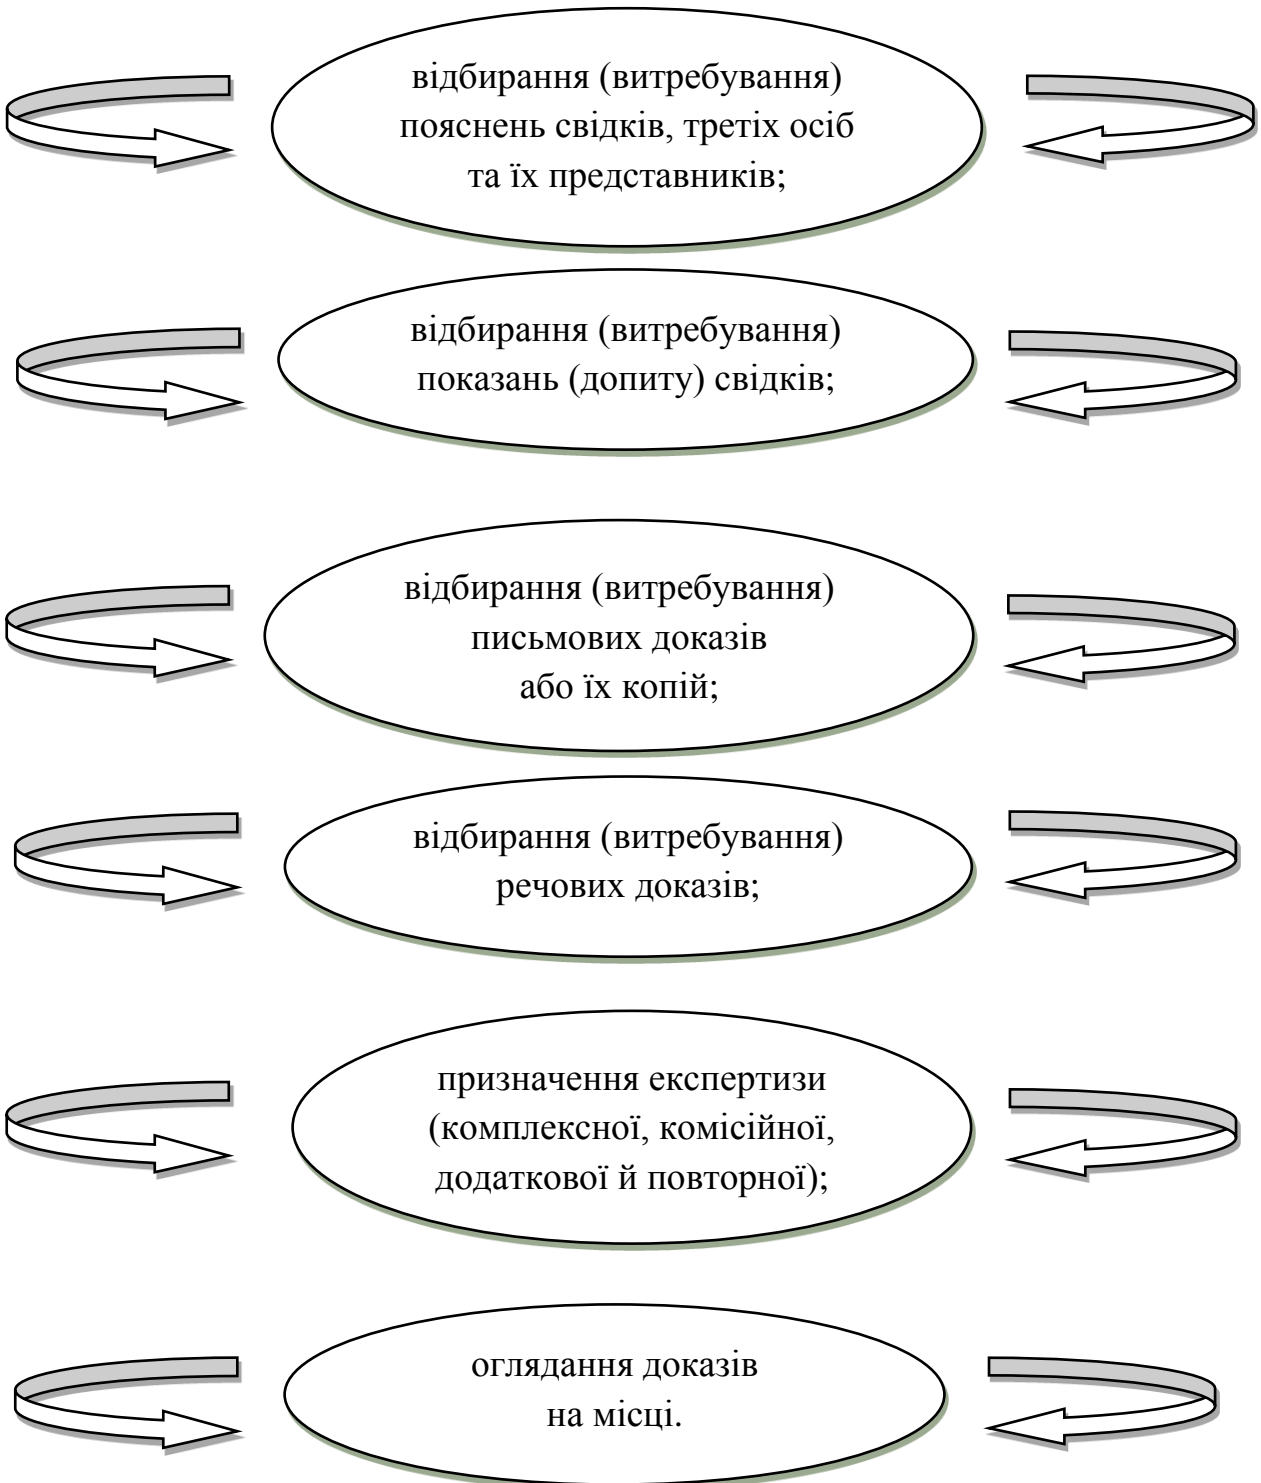 відбирання (витребування)
пояснень свідків, третіх осіб
та їх представників;
відбирання (витребування)
показань (допиту) свідків;
відбирання (витребування)
письмових доказів
або їх копій;
відбирання (витребування)
речових доказів;
призначення експертизи
(комплексної, комісійної,
додаткової й повторної);
оглядання доказів
на місці.